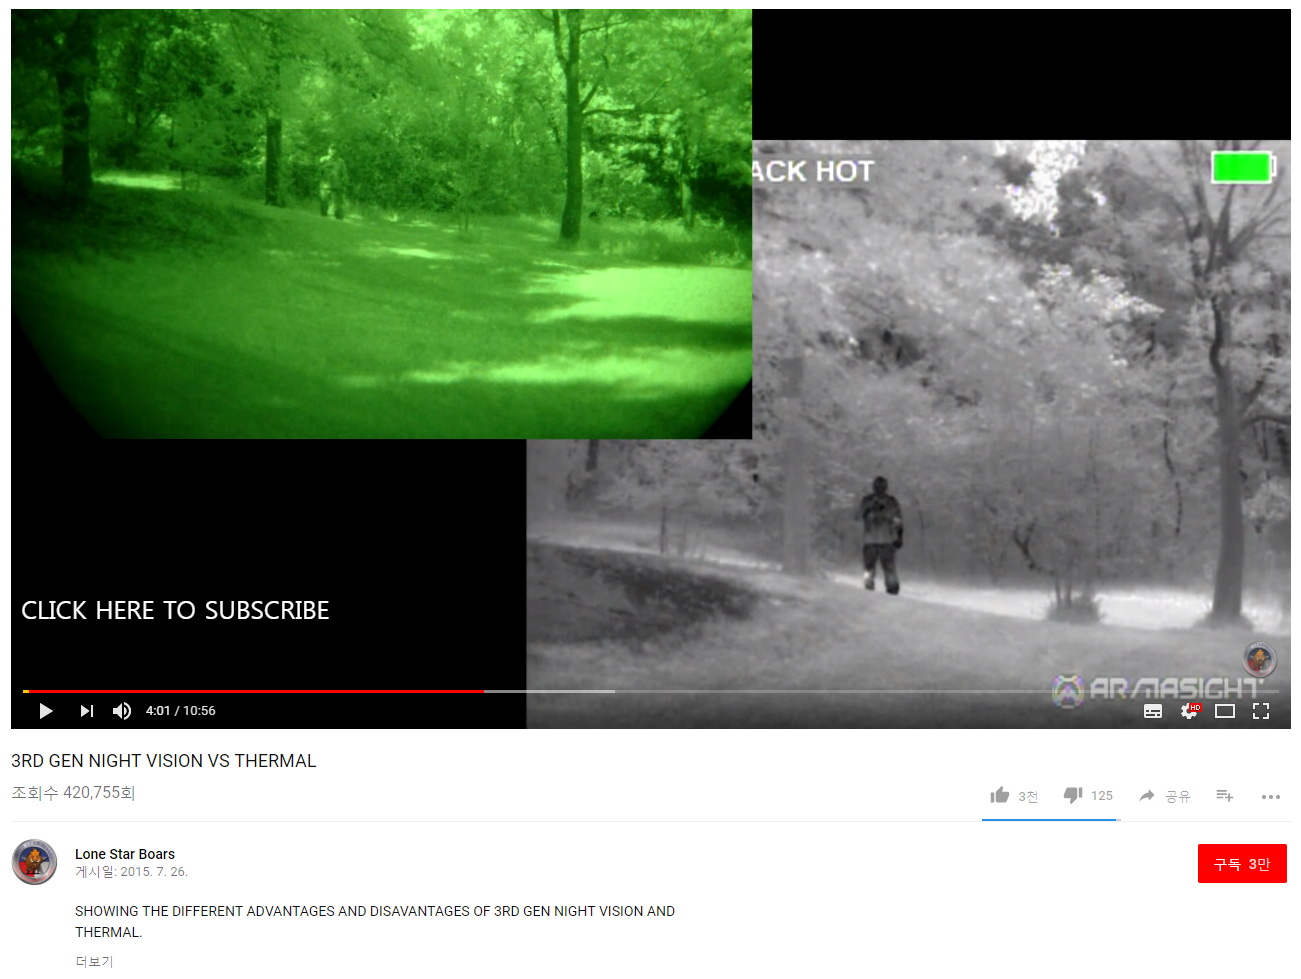 ACK HOT
CLICK HERE TO SUBSCRIBE
ARMASIGHT
4:01 / 10:56
HD
3RD GEN NIGHT VISION VS THERMAL
조회수 420,755회
3천
125
공유
Lone Star Boars
게시일: 2015. 7. 26.
구독 3만
SHOWING THE DIFFERENT ADVANTAGES AND DISAVANTAGES OF 3RD GEN NIGHT VISION AND
THERMAL.
더보기